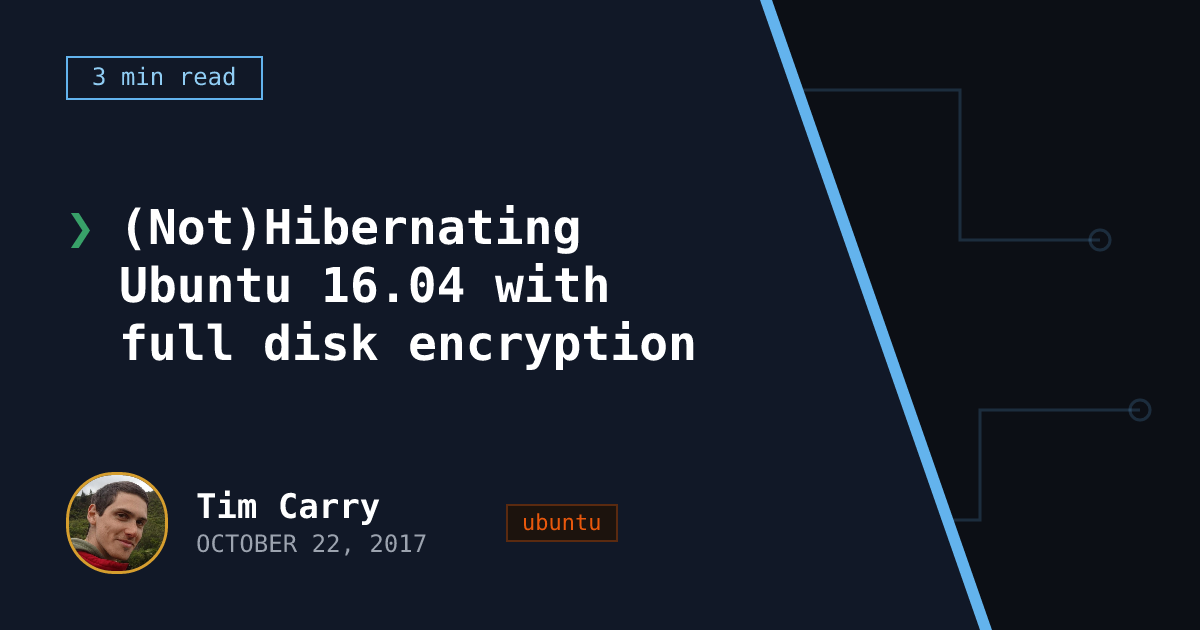 3 min read
❯ (Not)Hibernating
Ubuntu 16.04 with
full disk encryption
Tim Carry
OCTOBER 22, 2017
ubuntu